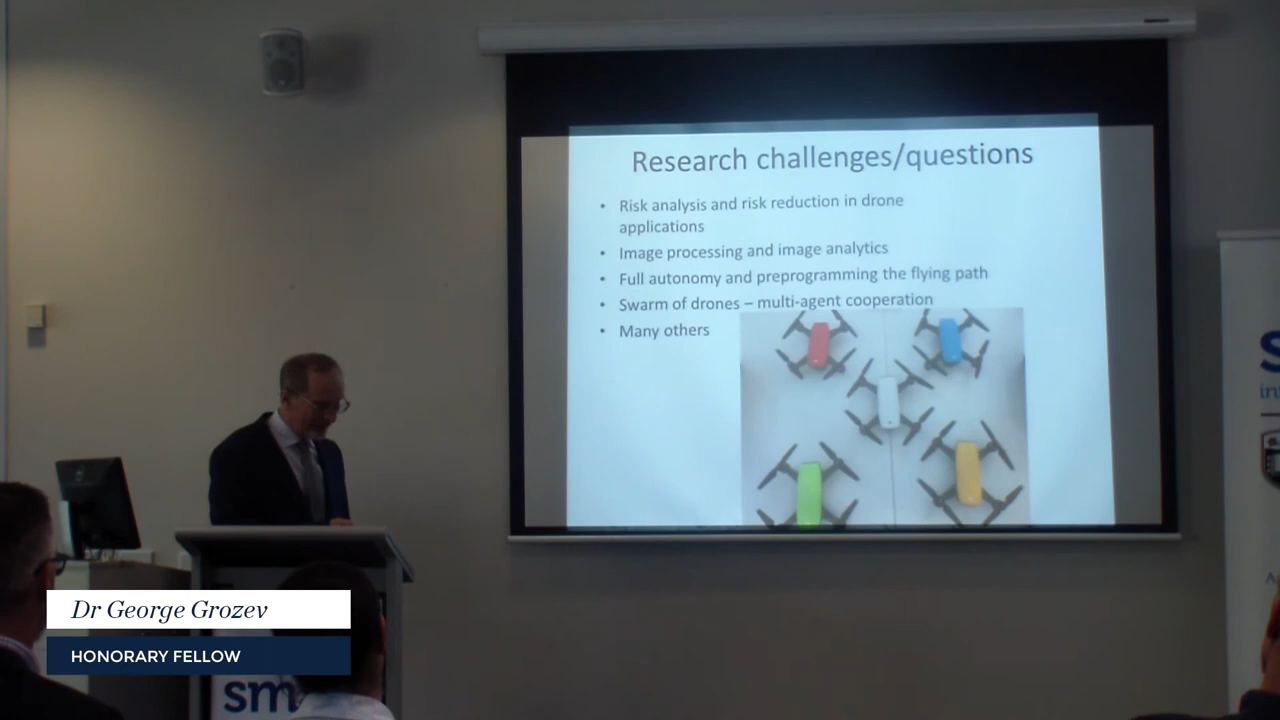 Research challenges/questions
• Risk analysis and risk reduction in drone
applications
• Image processing and image analytics
• Full autonomy and preprogramming the flying path
• Swarm of drones – multi-agent cooperation
• Many others
Dr George Grozev
HONORARY FELLOW
sm